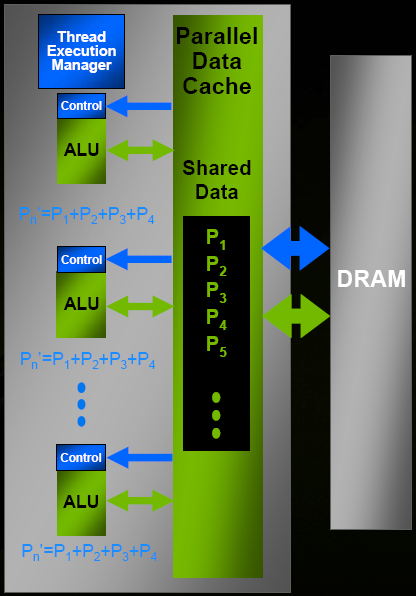 Thread
Execution
Manager
Parallel
Data
Cache
Control
ALU
Pn'=P1+P2+P3+P4
Shared
Data
Control
ALU
Pn'=P1+P2+P3+P4
P1
P2
P3
P4
P5
DRAM
Control
ALU
Pn'=P1+P2+P3+P4